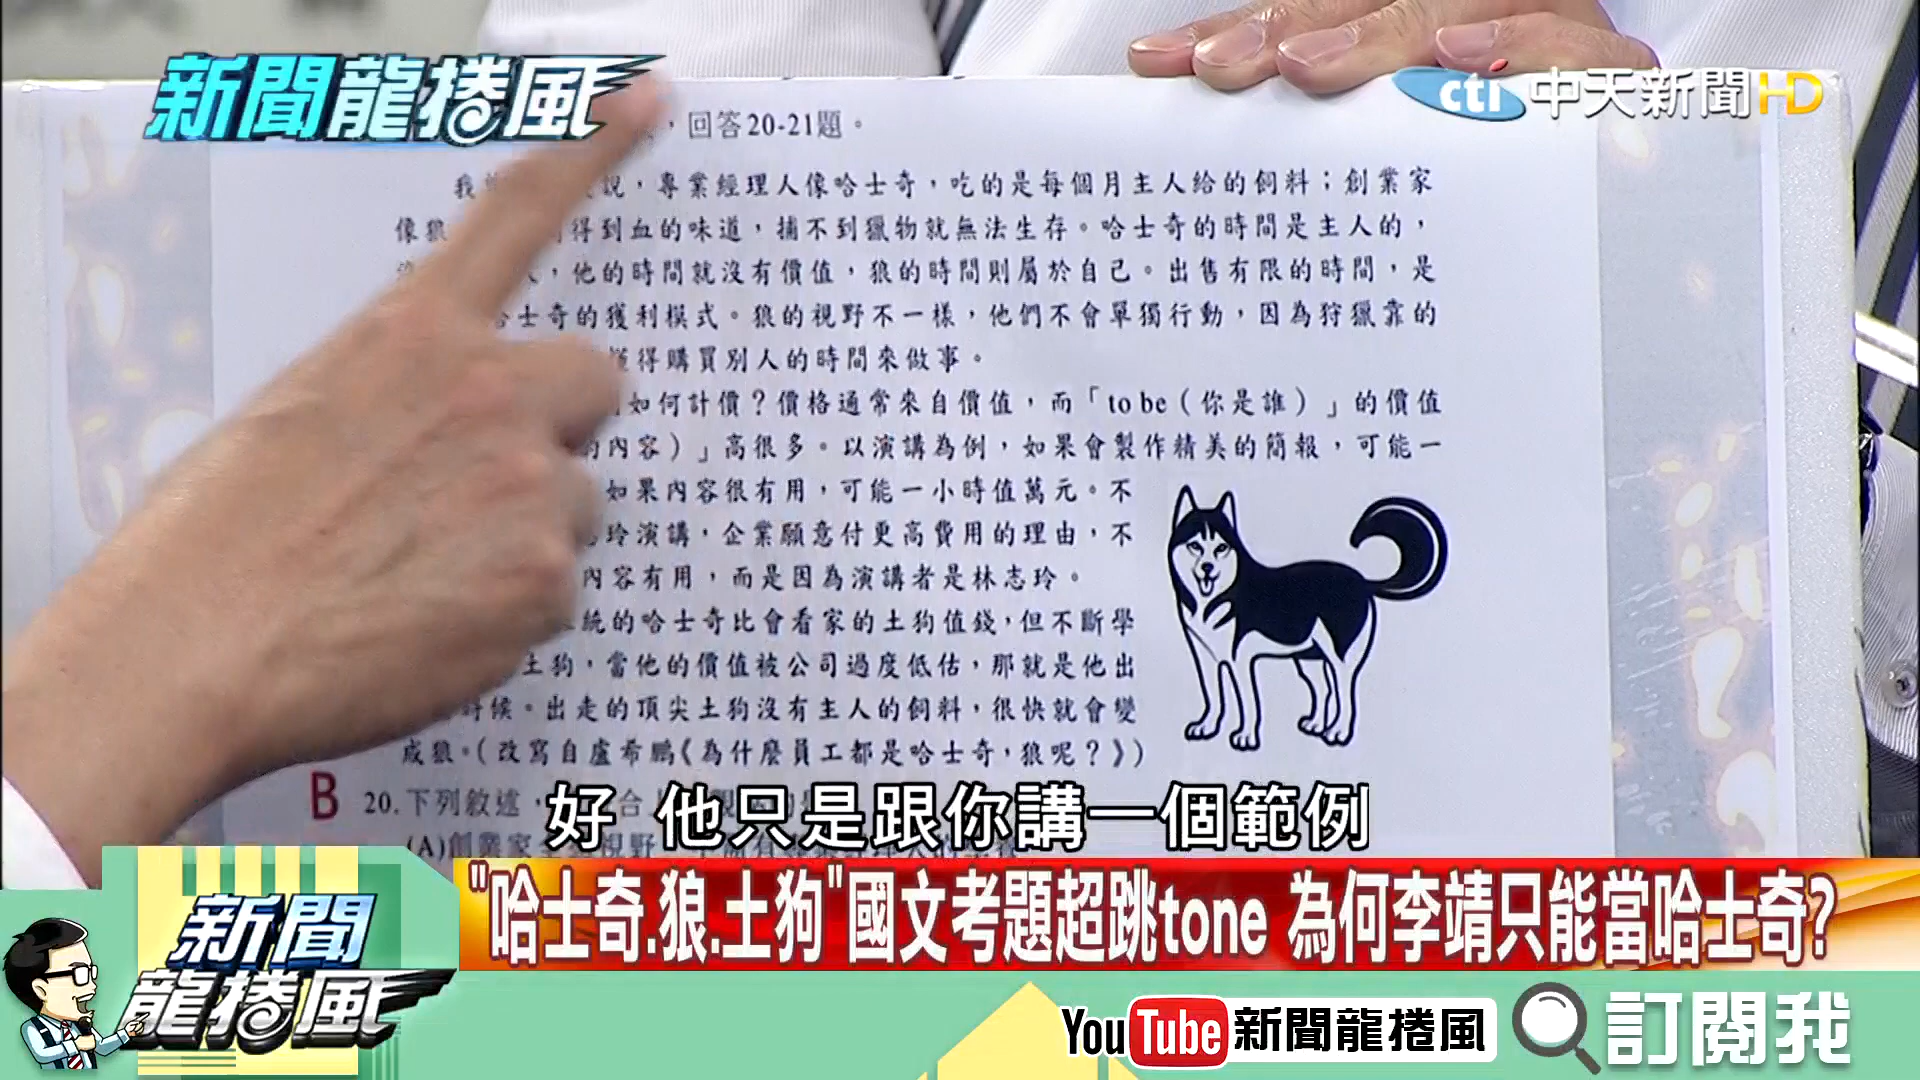 新聞龍捲風
cti 中天新聞HD
，回答20-21題。
我 說，專業經理人像哈士奇，吃的是每個月主人給的飼料；創業家
像狼 得到血的味道，捕不到獵物就無法生存。哈士奇的時間是主人的，
，他的時間就沒有價值，狼的時間則屬於自己。出售有限的時間，是
士奇的獲利模式。狼的視野不一樣，他們不會單獨行動，因為狩獵靠的
懂得購買別人的時間來做事。
如何計價？價格通常來自價值，而「to be（你是誰）」的價值
的內容）」高很多。以演講為例，如果會製作精美的簡報，可能一
如果內容很有用，可能一小時值萬元。不
玲演講，企業願意付更高費用的理由，不
內容有用，而是因為演講者是林志玲。
統的哈士奇比會看家的土狗值錢，但不斷學
土狗，當他的價值被公司過度低估，那就是他出
時候。出走的頂尖土狗沒有主人的飼料，很快就會變
成狼。（改寫自盧希鵬《為什麼員工都是哈士奇，狼呢？》）
B 20.下列敘述，
好 他只是跟你講一個範例
(A)創業家
"哈士奇.狼.土狗"國文考題超跳tone 為何李靖只能當哈士奇?
新聞
龍捲風
YouTube 新聞龍捲風 訂閱我